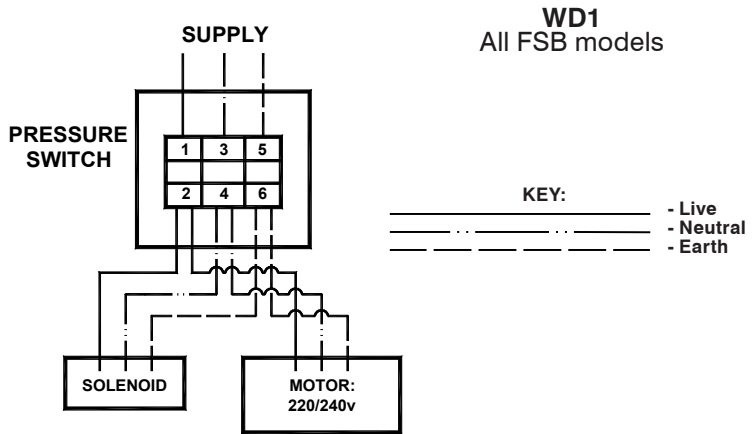 WD1
All FSB models
SUPPLY
PRESSURE
SWITCH
1 3 5
2 4 6
KEY:
- Live
- Neutral
- Earth
SOLENOID
MOTOR:
220/240v